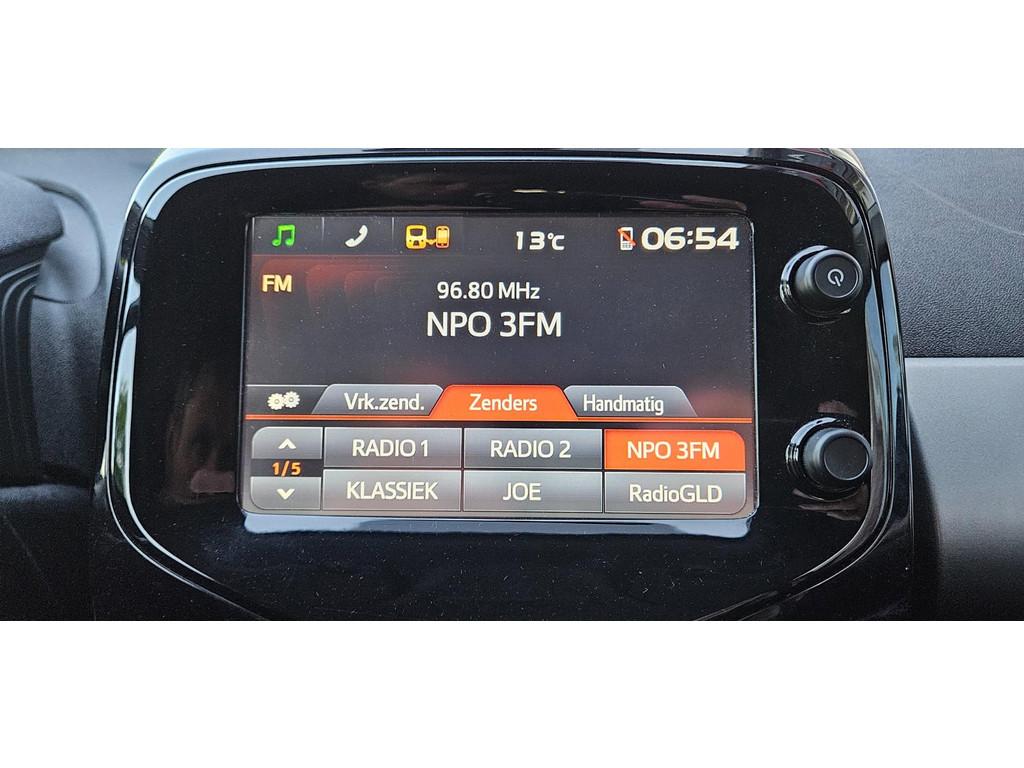 13°C 06:54
FM
96.80 MHz
NPO 3FM
Vrk.zend. Zenders Handmatig
RADIO 1 RADIO 2 NPO 3FM
1/5
KLASSIEK JOE RadioGLD